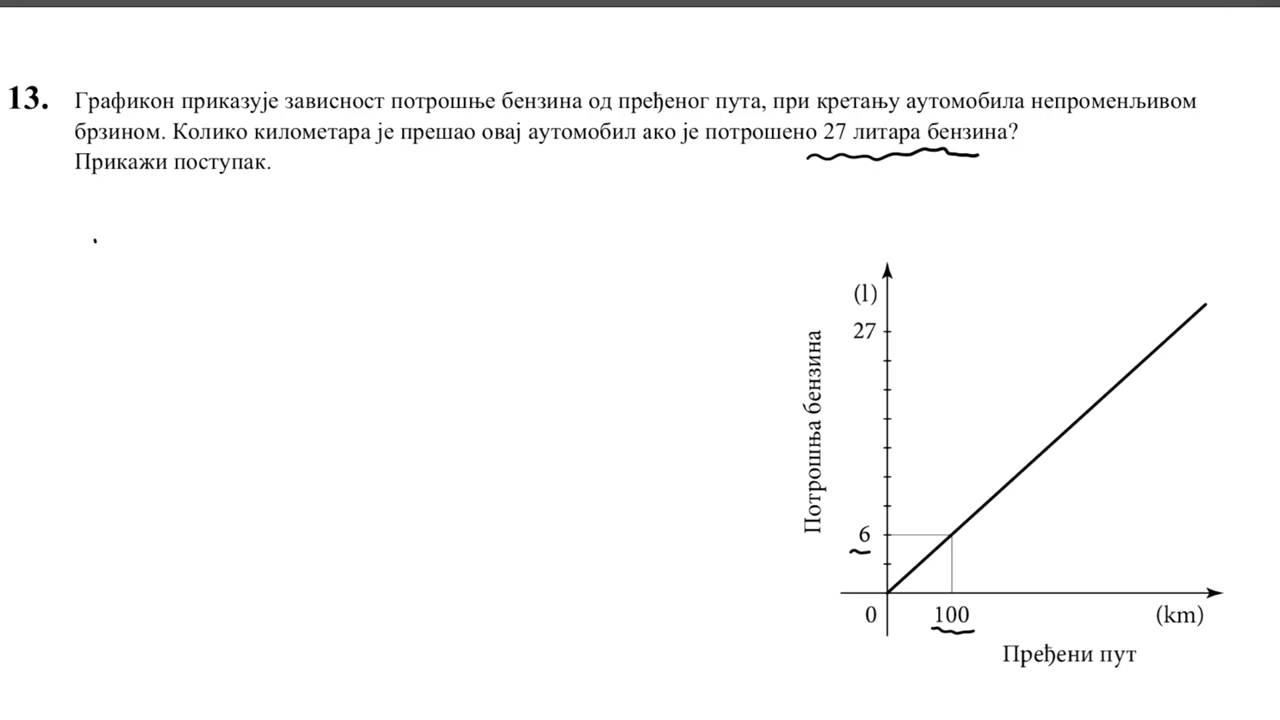 13. Графикон приказује зависност потрошње бензина од пређеног пута, при кретању аутомобила непроменљивом
брзином. Колико километара је прешао овај аутомобил ако је потрошено 27 литара бензина?
Прикажи поступак.
(l)
27
Потрошња бензина
6
0
100
(km)
Пређени пут